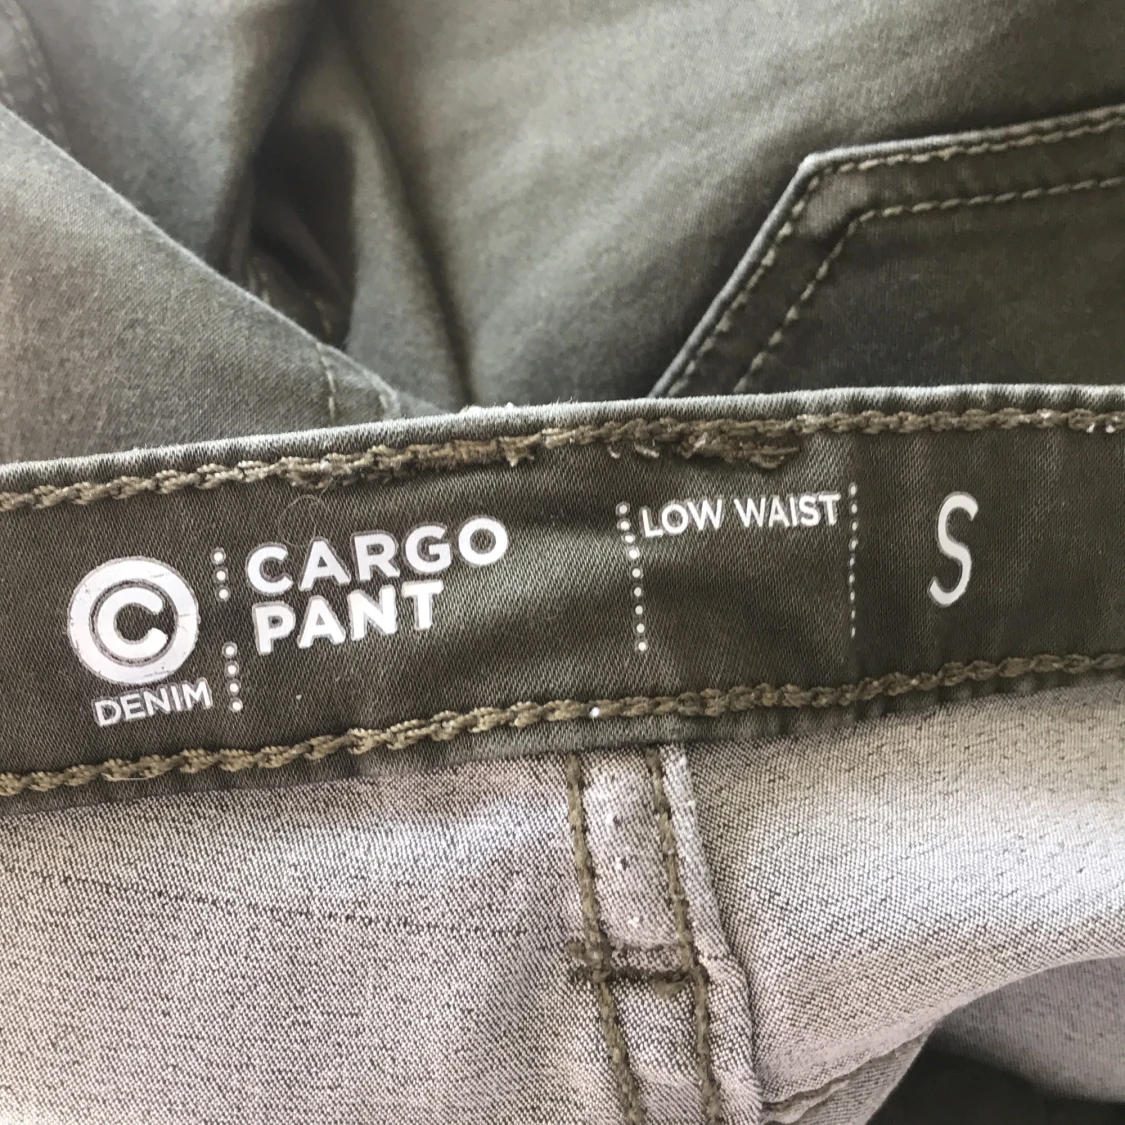 C
DENIM
CARGO
PANT
LOW WAIST
S